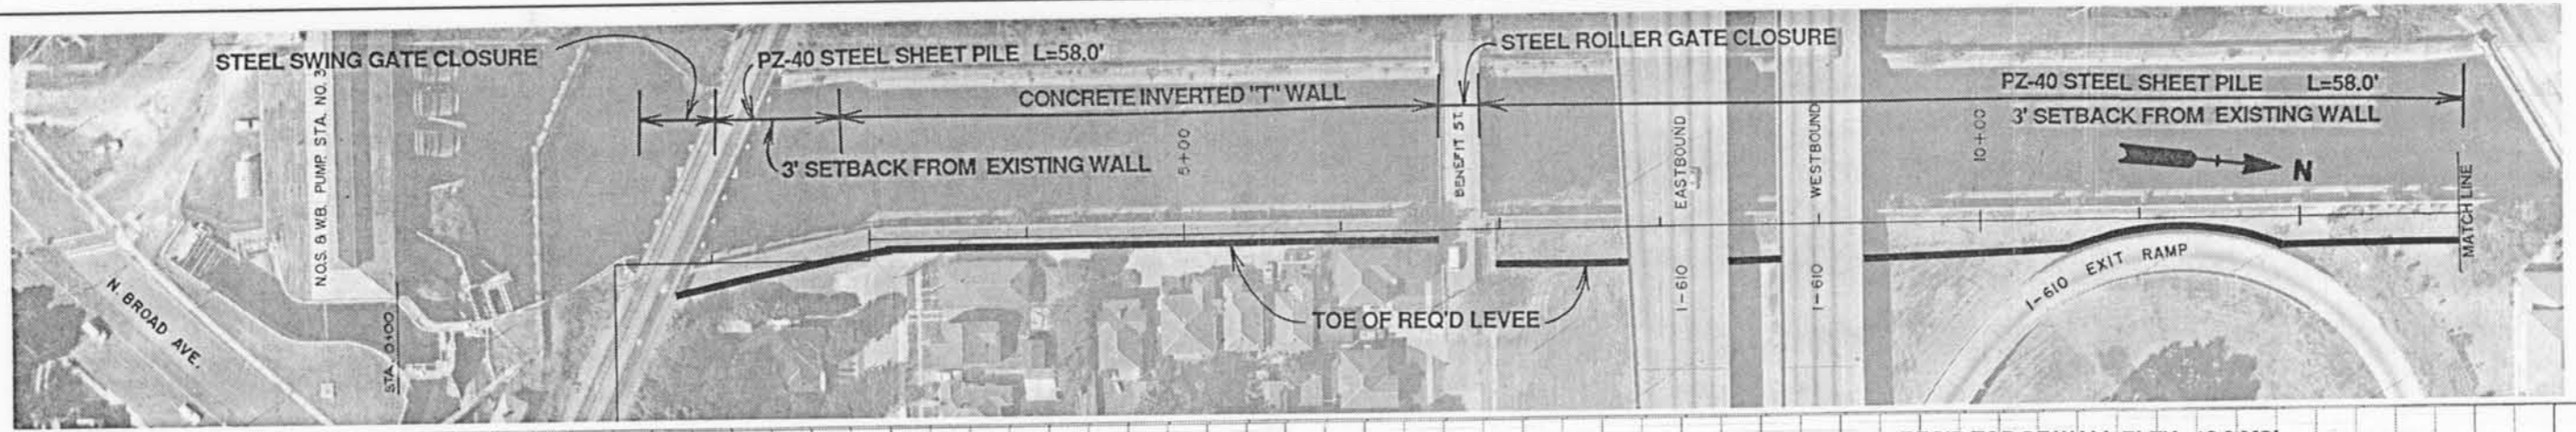 STEEL SWING GATE CLOSURE
PZ-40 STEEL SHEET PILE L=58.0'
STEEL ROLLER GATE CLOSURE
CONCRETE INVERTED "T" WALL
PZ-40 STEEL SHEET PILE L=58.0'
3' SETBACK FROM EXISTING WALL
3' SETBACK FROM EXISTING WALL
N.O.S. & W.B. PUMP. STA. NO. 3
5+00
BENEFIT ST.
EASTBOUND
WESTBOUND
10+00
N
MATCH LINE
N. BROAD AVE.
STA. 0+00
TOE OF REQ'D LEVEE
I-610
I-610
I-610 EXIT RAMP